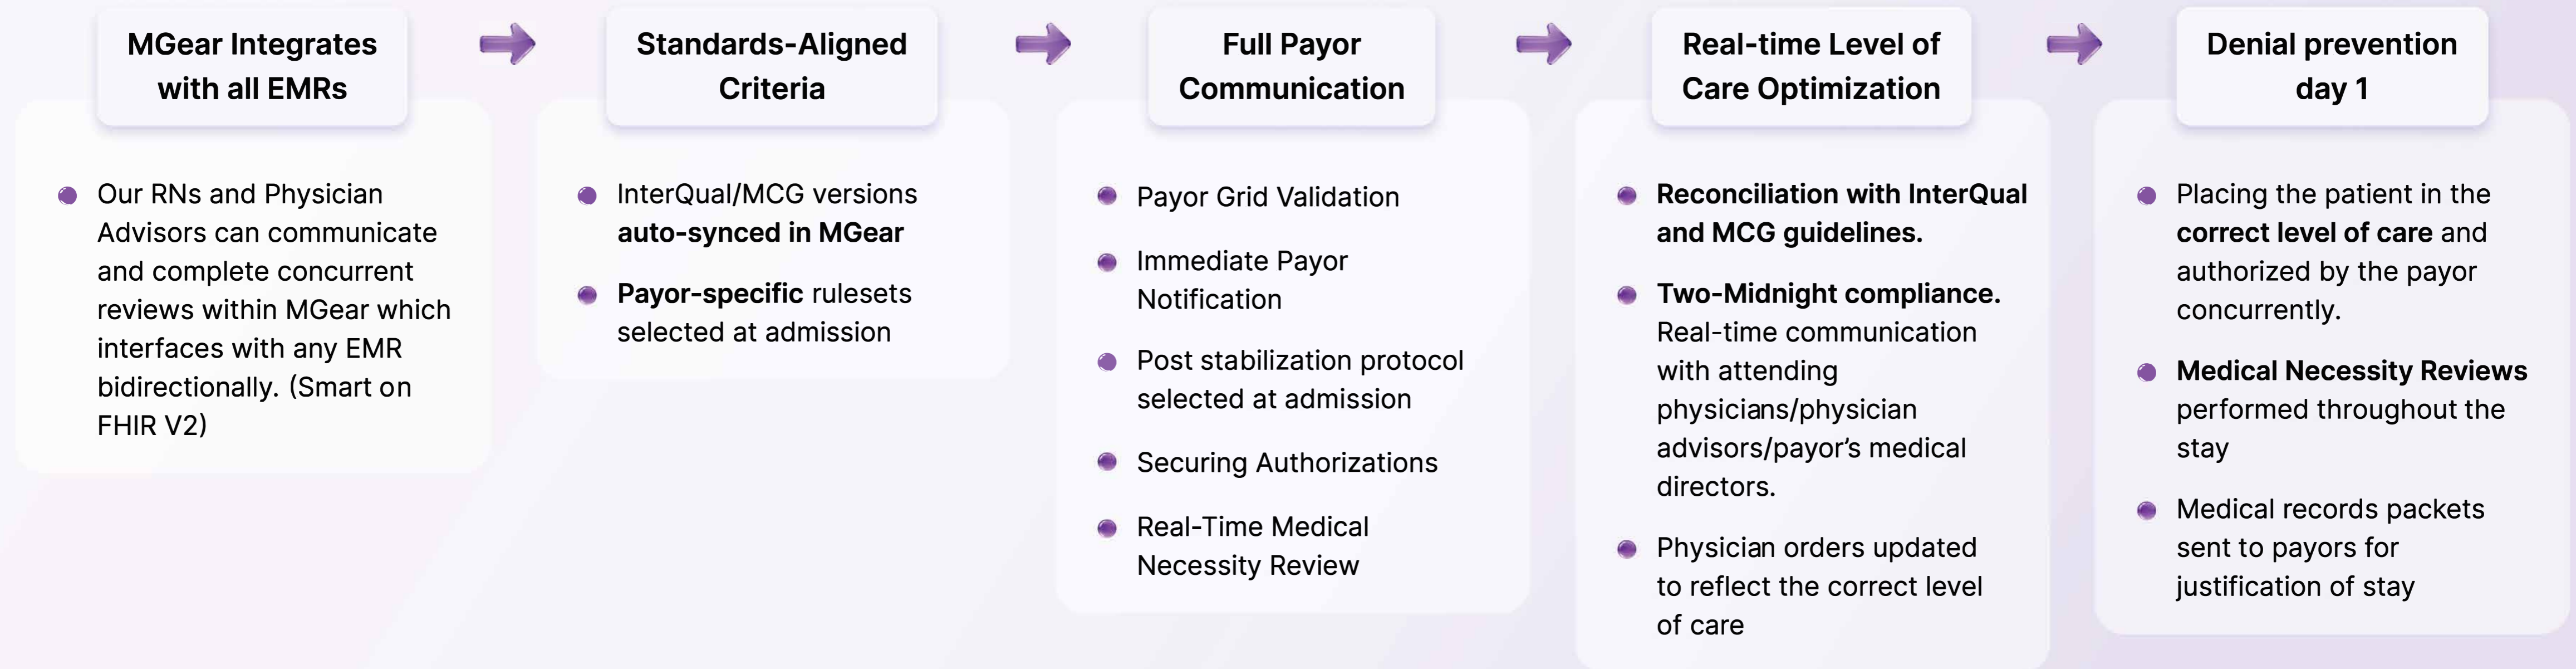 MGear Integrates
with all EMRs
Our RNs and Physician
Advisors can communicate
and complete concurrent
reviews within MGear which
interfaces with any EMR
bidirectionally. (Smart on
FHIR V2)
Standards-Aligned
Criteria
InterQual/MCG versions
auto-synced in MGear
Payor-specific rulesets
selected at admission
Full Payor
Communication
Payor Grid Validation
Immediate Payor
Notification
Post stabilization protocol
selected at admission
Securing Authorizations
Real-Time Medical
Necessity Review
Real-time Level of
Care Optimization
Reconciliation with InterQual
and MCG guidelines.
Two-Midnight compliance.
Real-time communication
with attending
physicians/physician
advisors/payor’s medical
directors.
Physician orders updated
to reflect the correct level
of care
Denial prevention
day 1
Placing the patient in the
correct level of care and
authorized by the payor
concurrently.
Medical Necessity Reviews
performed throughout the
stay
Medical records packets
sent to payors for
justification of stay